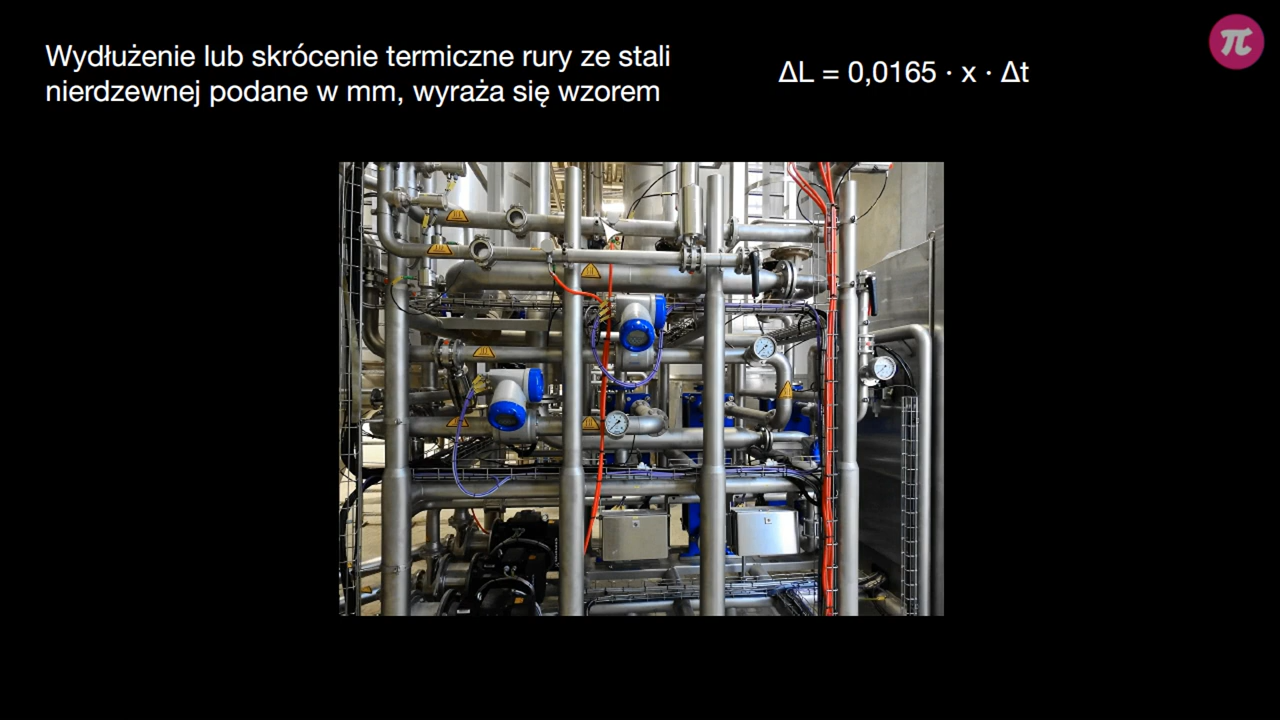 Wydłużenie lub skrócenie termiczne rury ze stali
nierdzewnej podane w mm, wyraża się wzorem
ΔL = 0,0165 · x · Δt
π